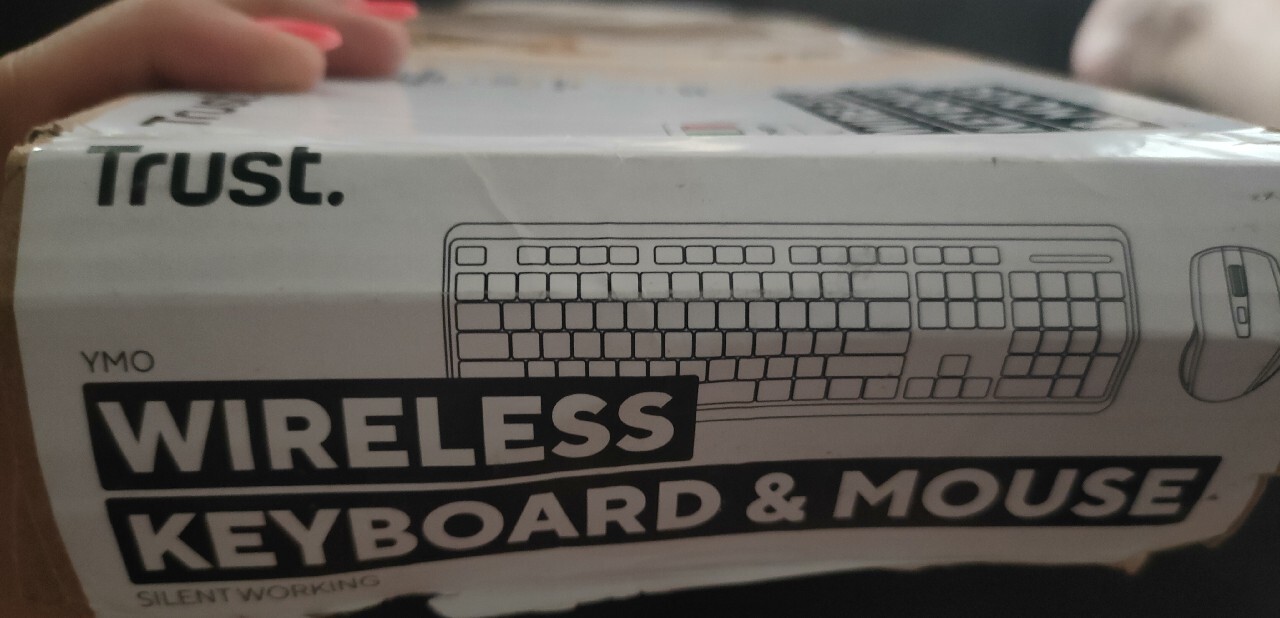 Trust.
YMO
WIRELESS
KEYBOARD & MOUSE
SILENT WORKING